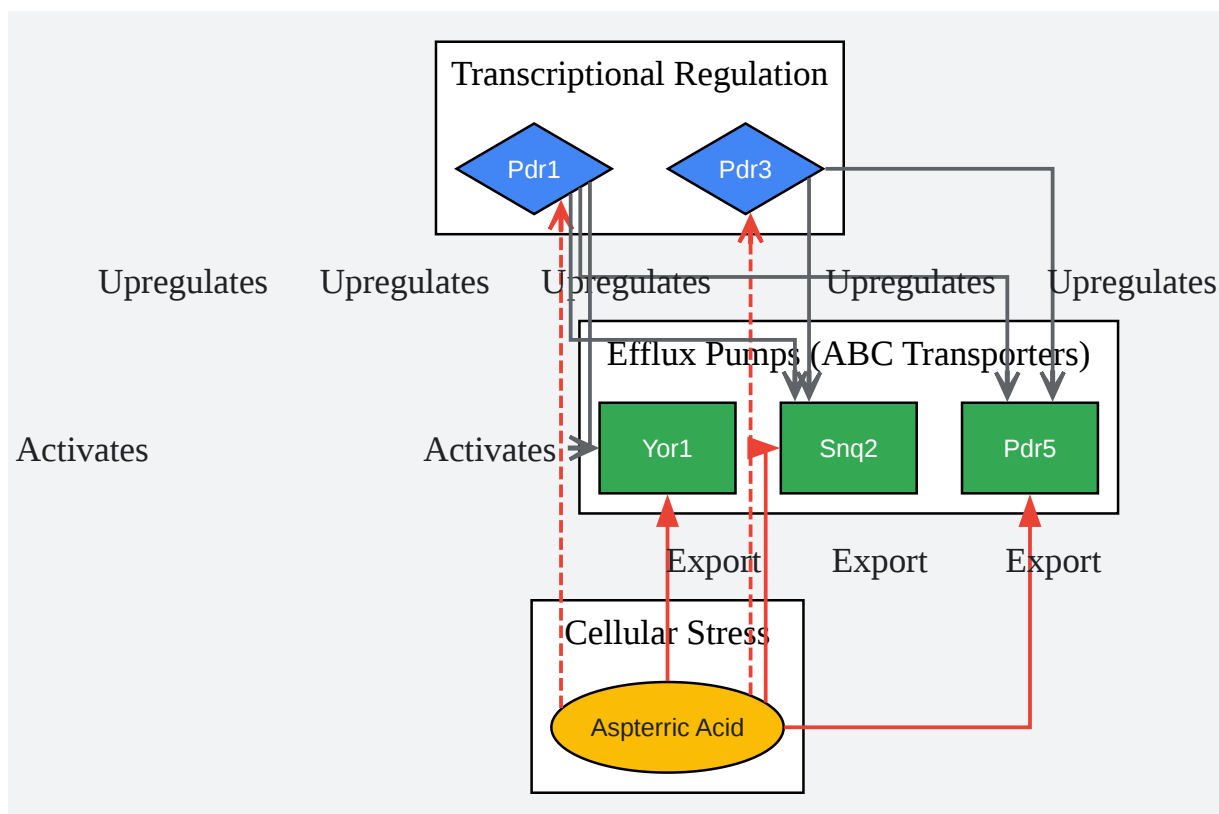 Transcriptional Regulation
Pdr1
Pdr3
Upregulates
Upregulates
Upregulates
Upregulates
Upregulates
Efflux Pumps (ABC Transporters)
Activates
Activates
Yor1
Snq2
Pdr5
Export
Export
Export
Cellular Stress
Aspterric Acid